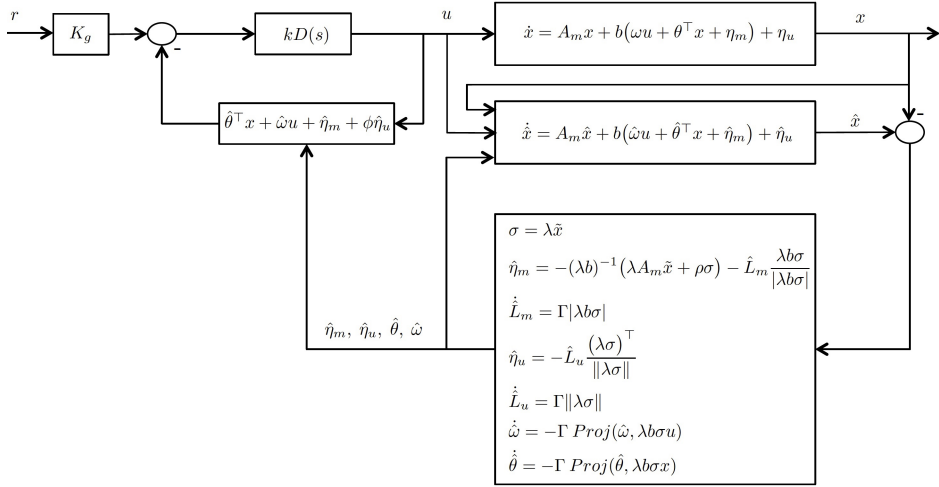 r
K_g
-
kD(s)
u
ẋ = A_m x + b(ωu + θ^⊤ x + η_m) + η_u
x
θ̂^⊤ x + ω̂u + η̂_m + ϕη̂_u
x̂̇ = A_m x̂ + b(ω̂u + θ̂^⊤ x + η̂_m) + η̂_u
x̂
-
σ = λx̃
η̂_m = -(λb)^{-1}(λA_m x̃ + ρσ) - L̂_m λbσ/|λbσ|
L̂̇_m = Γ|λbσ|
η̂_u = -L̂_u (λσ)^⊤/‖λσ‖
L̂̇_u = Γ‖λσ‖
ω̂̇ = -Γ Proj(ω̂, λbσu)
θ̂̇ = -Γ Proj(θ̂, λbσx)
η̂_m, η̂_u, θ̂, ω̂